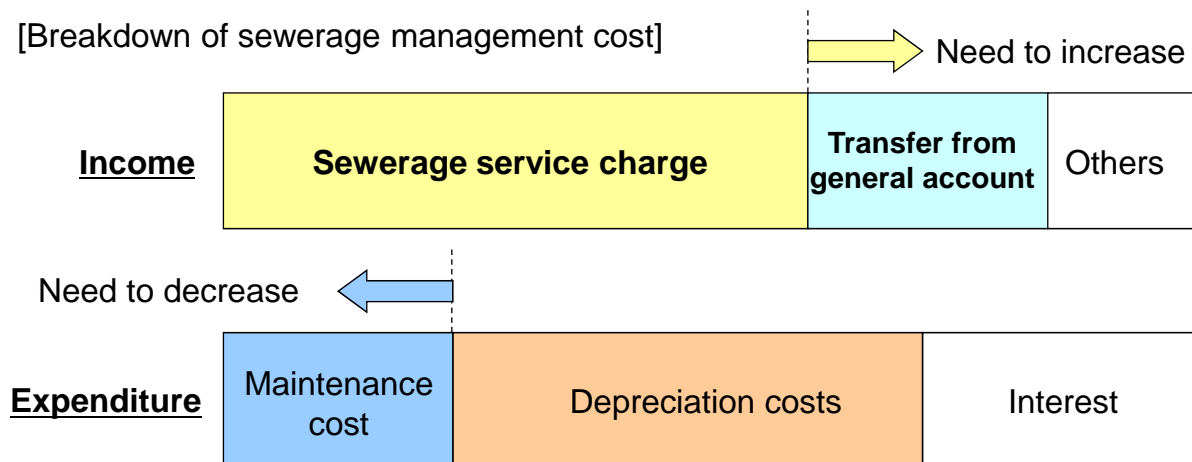 [Breakdown of sewerage management cost]
Need to increase
Income
Sewerage service charge
Transfer from
general account
Others
Need to decrease
Expenditure
Maintenance
cost
Depreciation costs
Interest